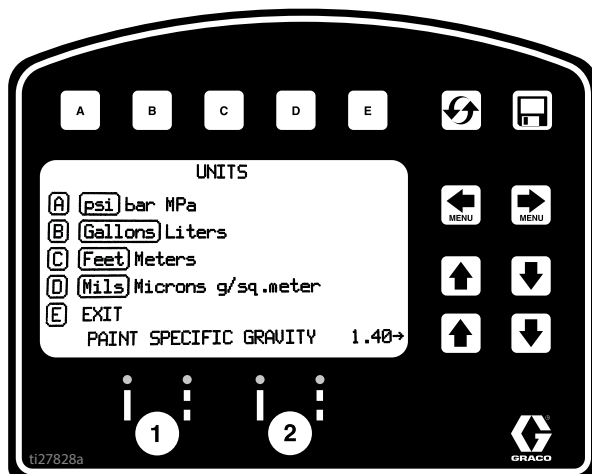 A B C D E
UNITS
A psi bar MPa
B Gallons Liters
C Feet Meters
D Mils Microns g/sq.meter
E EXIT
PAINT SPECIFIC GRAVITY 1.40→
MENU MENU
1 2
ti27828a
GRACO